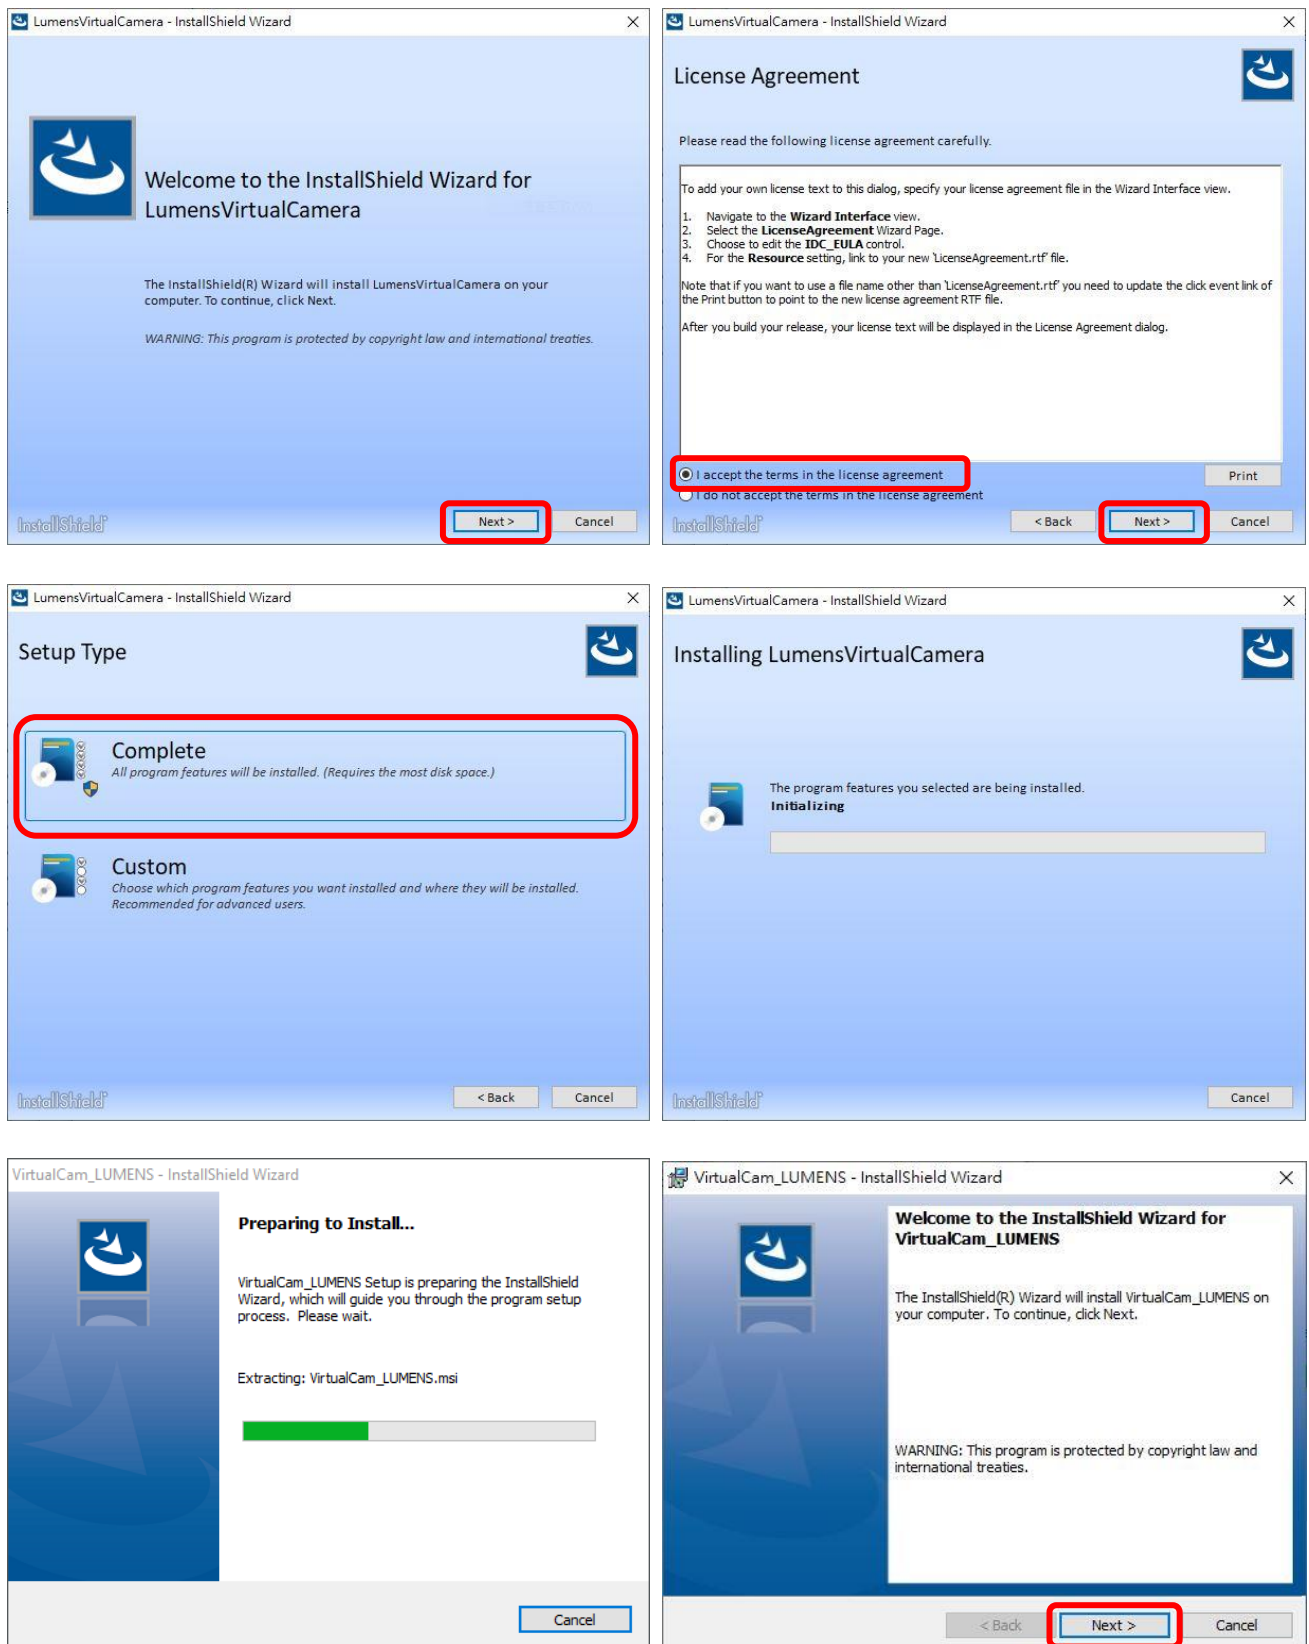 LumensVirtualCamera - InstallShield Wizard
Welcome to the InstallShield Wizard for
LumensVirtualCamera
The InstallShield(R) Wizard will install LumensVirtualCamera on your
computer. To continue, click Next.
WARNING: This program is protected by copyright law and international treaties.
InstallShield
Next >
Cancel
LumensVirtualCamera - InstallShield Wizard
License Agreement
Please read the following license agreement carefully.
To add your own license text to this dialog, specify your license agreement file in the Wizard Interface view.
1. Navigate to the Wizard Interface view.
2. Select the LicenseAgreement Wizard Page.
3. Choose to edit the IDC_EULA control.
4. For the Resource setting, link to your new 'LicenseAgreement.rtf' file.
Note that if you want to use a file name other than 'LicenseAgreement.rtf' you need to update the click event link of
the Print button to point to the new license agreement RTF file.
After you build your release, your license text will be displayed in the License Agreement dialog.
I accept the terms in the license agreement
Print
I do not accept the terms in the license agreement
InstallShield
< Back
Next >
Cancel
LumensVirtualCamera - InstallShield Wizard
Setup Type
Complete
All program features will be installed. (Requires the most disk space.)
Custom
Choose which program features you want installed and where they will be installed.
Recommended for advanced users.
InstallShield
< Back
Cancel
LumensVirtualCamera - InstallShield Wizard
Installing LumensVirtualCamera
The program features you selected are being installed.
Initializing
InstallShield
Cancel
VirtualCam_LUMENS - InstallShield Wizard
Preparing to Install...
VirtualCam_LUMENS Setup is preparing the InstallShield
Wizard, which will guide you through the program setup
process. Please wait.
Extracting: VirtualCam_LUMENS.msi
Cancel
VirtualCam_LUMENS - InstallShield Wizard
Welcome to the InstallShield Wizard for
VirtualCam_LUMENS
The InstallShield(R) Wizard will install VirtualCam_LUMENS on
your computer. To continue, click Next.
WARNING: This program is protected by copyright law and
international treaties.
< Back
Next >
Cancel